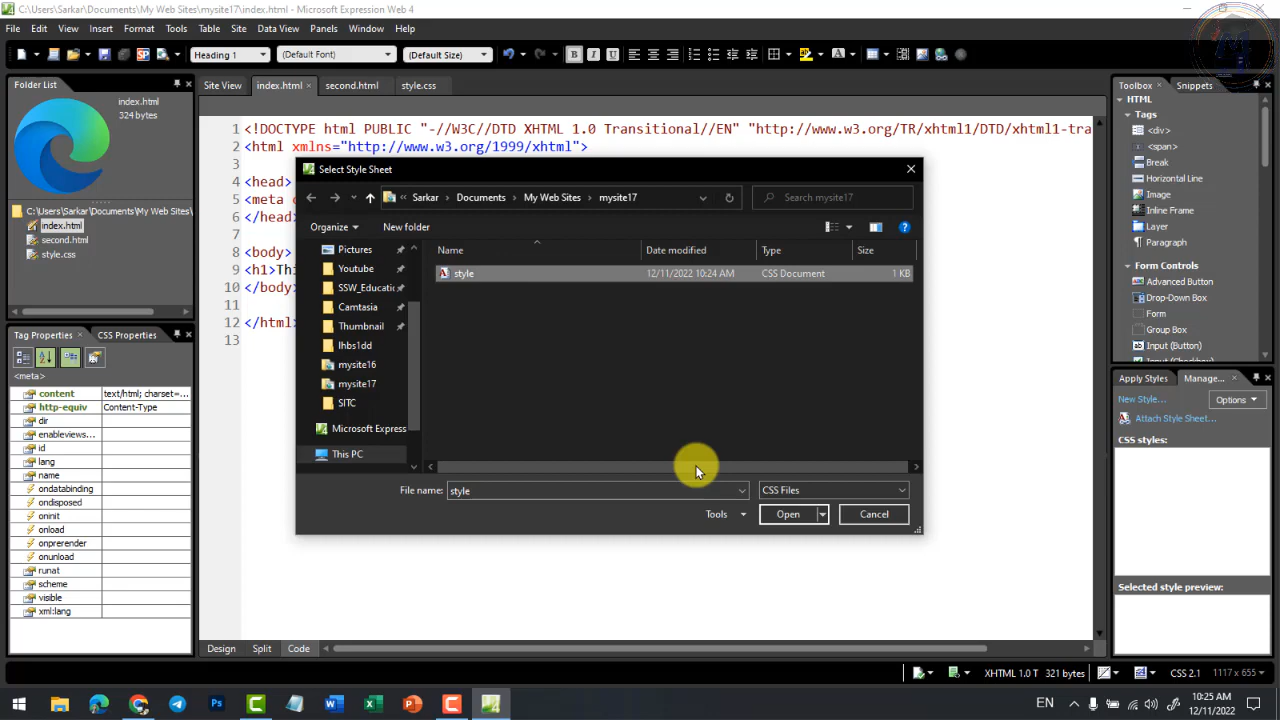 C:\Users\Sarkar\Documents\My Web Sites\mysite17\index.html - Microsoft Expression Web 4
File Edit View Insert Format Tools Table Site Data View Panels Window Help
Heading 1 (Default Font) (Default Size) B I U A
Folder List
index.html
324 bytes
C:\Users\Sarkar\Documents\My Web Sites\
index.html
second.html
style.css
Tag Properties CSS Properties
<meta>
content text/html; charset=...
http-equiv Content-Type
dir
enableviews...
id
lang
name
ondatabinding
ondisposed
oninit
onload
onprerender
onunload
runat
scheme
visible
xml:lang
Site View index.html second.html style.css
1 <!DOCTYPE html PUBLIC "-//W3C//DTD XHTML 1.0 Transitional//EN" "http://www.w3.org/TR/xhtml1/DTD/xhtml1-tra
2 <html xmlns="http://www.w3.org/1999/xhtml">
3
4 <head>
5 <meta c
6 </head>
7
8 <body>
9 <h1>Thi
10 </body>
11
12 </html>
13
Select Style Sheet
Sarkar Documents My Web Sites mysite17 Search mysite17
Organize New folder
Pictures
Youtube
SSW_Educatio
Camtasia
Thumbnail
lhbs1dd
mysite16
mysite17
SITC
Microsoft Express
This PC
Name Date modified Type Size
style 12/11/2022 10:24 AM CSS Document 1 KB
File name: style CSS Files
Tools Open Cancel
Toolbox Snippets
HTML
Tags
<div>
<span>
Break
Horizontal Line
Image
Inline Frame
Layer
Paragraph
Form Controls
Advanced Button
Drop-Down Box
Form
Group Box
Input (Button)
Input (Checkbox)
Apply Styles Manage...
New Style... Options
Attach Style Sheet...
CSS styles:
Selected style preview:
Design Split Code
XHTML 1.0 T 321 bytes CSS 2.1 1117 x 655
EN 10:25 AM
12/11/2022